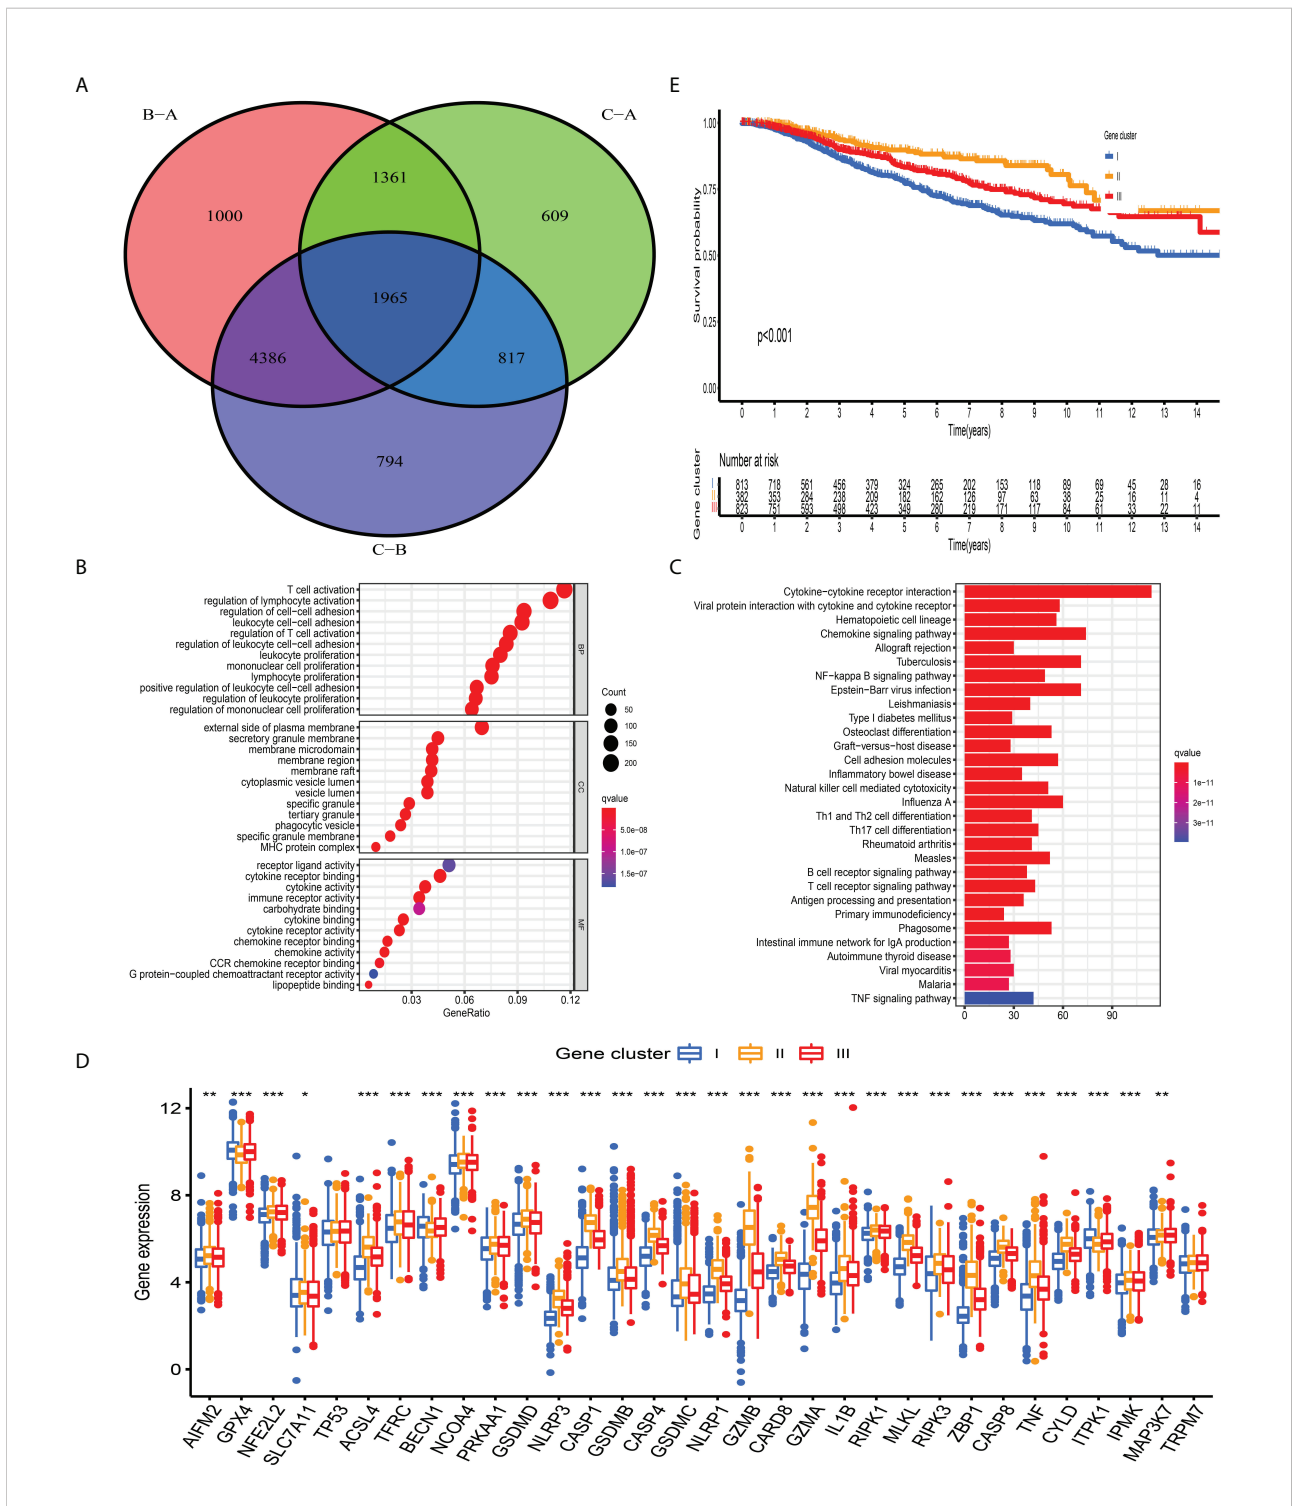 A
B−A
C−A
1361
1000
609
1965
4386
817
794
C−B
E
Survival probability
1.00
0.75
0.50
0.25
0.00
Gene cluster
I
II
III
p<0.001
0 1 2 3 4 5 6 7 8 9 10 11 12 13 14
Time(years)
Number at risk
Gene cluster
I 813 718 561 456 379 324 265 202 153 118 89 69 45 28 16
II 382 353 284 238 209 182 162 126 97 63 38 25 16 11 4
III 823 751 593 498 423 349 280 219 171 117 84 61 33 22 11
0 1 2 3 4 5 6 7 8 9 10 11 12 13 14
Time(years)
B
T cell activation
regulation of lymphocyte activation
regulation of cell−cell adhesion
leukocyte cell−cell adhesion
regulation of T cell activation
regulation of leukocyte cell−cell adhesion
leukocyte proliferation
mononuclear cell proliferation
lymphocyte proliferation
positive regulation of leukocyte cell−cell adhesion
regulation of leukocyte proliferation
regulation of mononuclear cell proliferation
BP
external side of plasma membrane
secretory granule membrane
membrane microdomain
membrane region
membrane raft
cytoplasmic vesicle lumen
vesicle lumen
specific granule
tertiary granule
phagocytic vesicle
specific granule membrane
MHC protein complex
CC
receptor ligand activity
cytokine receptor binding
cytokine activity
immune receptor activity
carbohydrate binding
cytokine binding
cytokine receptor activity
chemokine receptor binding
chemokine activity
CCR chemokine receptor binding
G protein−coupled chemoattractant receptor activity
lipopeptide binding
MF
0.03 0.06 0.09 0.12
GeneRatio
Count
50
100
150
200
qvalue
5.0e−08
1.0e−07
1.5e−07
C
Cytokine−cytokine receptor interaction
Viral protein interaction with cytokine and cytokine receptor
Hematopoietic cell lineage
Chemokine signaling pathway
Allograft rejection
Tuberculosis
NF−kappa B signaling pathway
Epstein−Barr virus infection
Leishmaniasis
Type I diabetes mellitus
Osteoclast differentiation
Graft−versus−host disease
Cell adhesion molecules
Inflammatory bowel disease
Natural killer cell mediated cytotoxicity
Influenza A
Th1 and Th2 cell differentiation
Th17 cell differentiation
Rheumatoid arthritis
Measles
B cell receptor signaling pathway
T cell receptor signaling pathway
Antigen processing and presentation
Primary immunodeficiency
Phagosome
Intestinal immune network for IgA production
Autoimmune thyroid disease
Viral myocarditis
Malaria
TNF signaling pathway
0 30 60 90
qvalue
1e−11
2e−11
3e−11
D
Gene cluster I II III
** *** *** * *** *** *** *** *** *** *** *** *** *** *** *** *** *** *** *** *** *** *** *** *** *** *** *** *** **
Gene expression
12
8
4
0
AIFM2 GPX4 NFE2L2 SLC7A11 TP53 ACSL4 TFRC BECN1 NCOA4 PRKAA1 GSDMD NLRP3 CASP1 GSDMB CASP4 GSDMC NLRP1 GZMB CARD8 GZMA IL1B RIPK1 MLKL RIPK3 ZBP1 CASP8 TNF CYLD ITPK1 IPMK MAP3K7 TRPM7